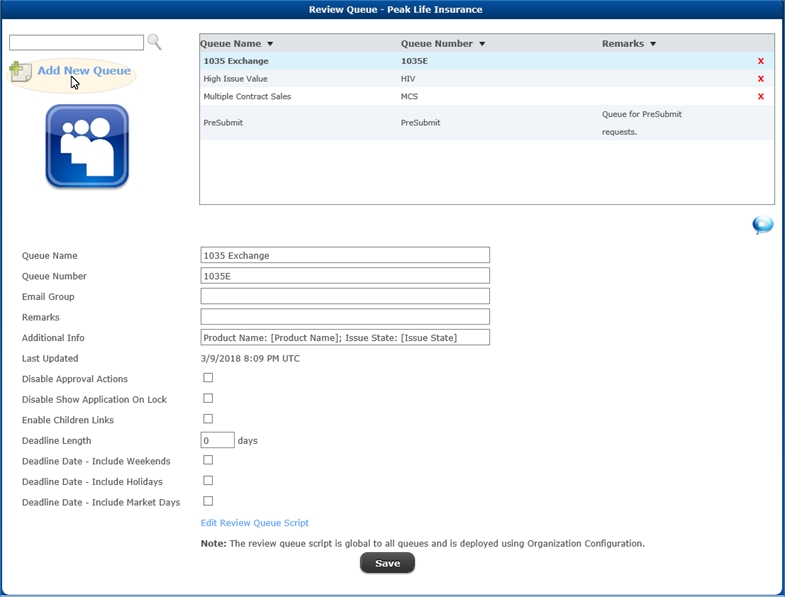 Review Queue - Peak Life Insurance
Add New Queue
Queue Name ▼ Queue Number ▼ Remarks ▼
1035 Exchange 1035E X
High Issue Value HIV X
Multiple Contract Sales MCS X
PreSubmit PreSubmit Queue for PreSubmit
requests.
Queue Name 1035 Exchange
Queue Number 1035E
Email Group
Remarks
Additional Info Product Name: [Product Name]; Issue State: [Issue State]
Last Updated 3/9/2018 8:09 PM UTC
Disable Approval Actions
Disable Show Application On Lock
Enable Children Links
Deadline Length 0 days
Deadline Date - Include Weekends
Deadline Date - Include Holidays
Deadline Date - Include Market Days
Edit Review Queue Script
Note: The review queue script is global to all queues and is deployed using Organization Configuration.
Save